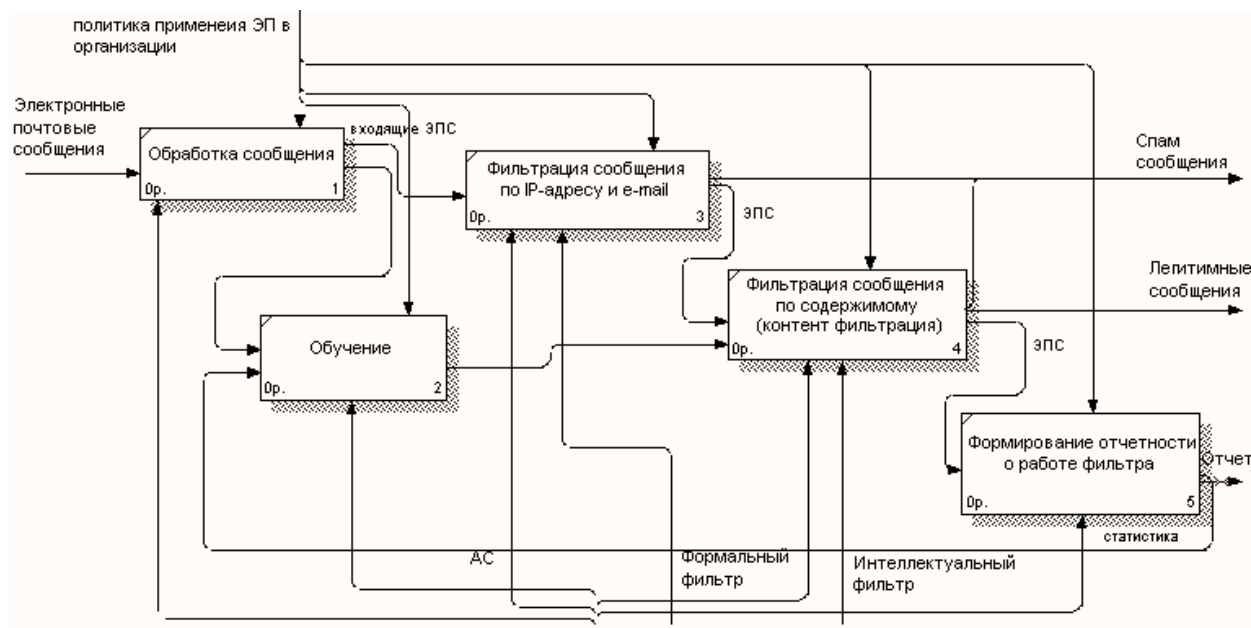 политика применеия ЭП в
организации
Электронные
почтовые
сообщения
входящие ЭПС
Обработка сообщения
0р.
1
Фильтрация сообщения
по IP-адресу и e-mail
0р.
3
Спам
сообщения
ЭПС
Легитимные
сообщения
Фильтрация сообщения
по содержимому
(контент фильтрация)
0р.
4
Обучение
0р.
2
ЭПС
Формирование отчетности
о работе фильтра
0р.
5
Отчет
статистика
АС
Формальный
фильтр
Интеллектуальный
фильтр